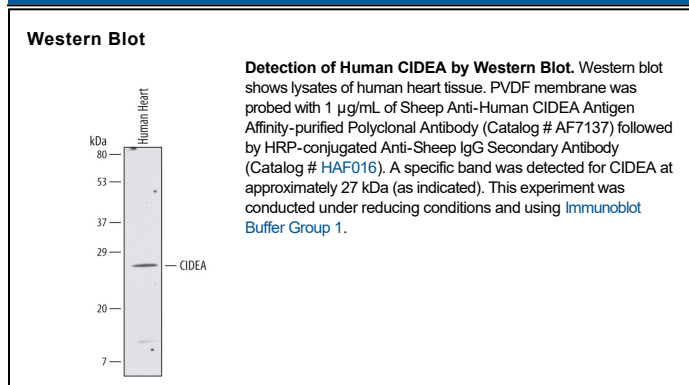 Western Blot
Human Heart
kDa
80
53
37
29
CIDEA
20
7
Detection of Human CIDEA by Western Blot. Western blot
shows lysates of human heart tissue. PVDF membrane was
probed with 1 µg/mL of Sheep Anti-Human CIDEA Antigen
Affinity-purified Polyclonal Antibody (Catalog # AF7137) followed
by HRP-conjugated Anti-Sheep IgG Secondary Antibody
(Catalog # HAF016). A specific band was detected for CIDEA at
approximately 27 kDa (as indicated). This experiment was
conducted under reducing conditions and using Immunoblot
Buffer Group 1.